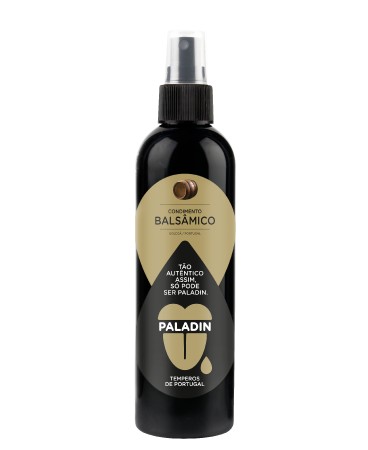 CONDIMENTO
BALSÂMICO
TÃO
AUTÊNTICO
ASSIM,
SÓ PODE
SER PALADIN.
PALADIN
TEMPEROS
DE PORTUGAL